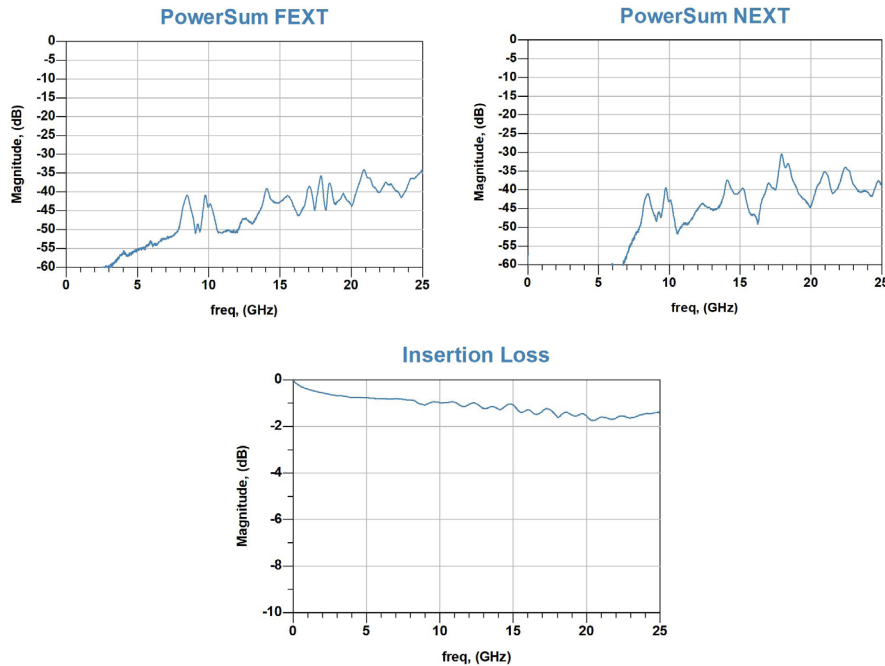 PowerSum FEXT
0
-5
-10
-15
-20
-25
-30
-35
-40
-45
-50
-55
-60
Magnitude, (dB)
0 5 10 15 20 25
freq, (GHz)
PowerSum NEXT
0
-5
-10
-15
-20
-25
-30
-35
-40
-45
-50
-55
-60
Magnitude, (dB)
0 5 10 15 20 25
freq, (GHz)
Insertion Loss
0
-2
-4
-6
-8
-10
Magnitude, (dB)
0 5 10 15 20 25
freq, (GHz)